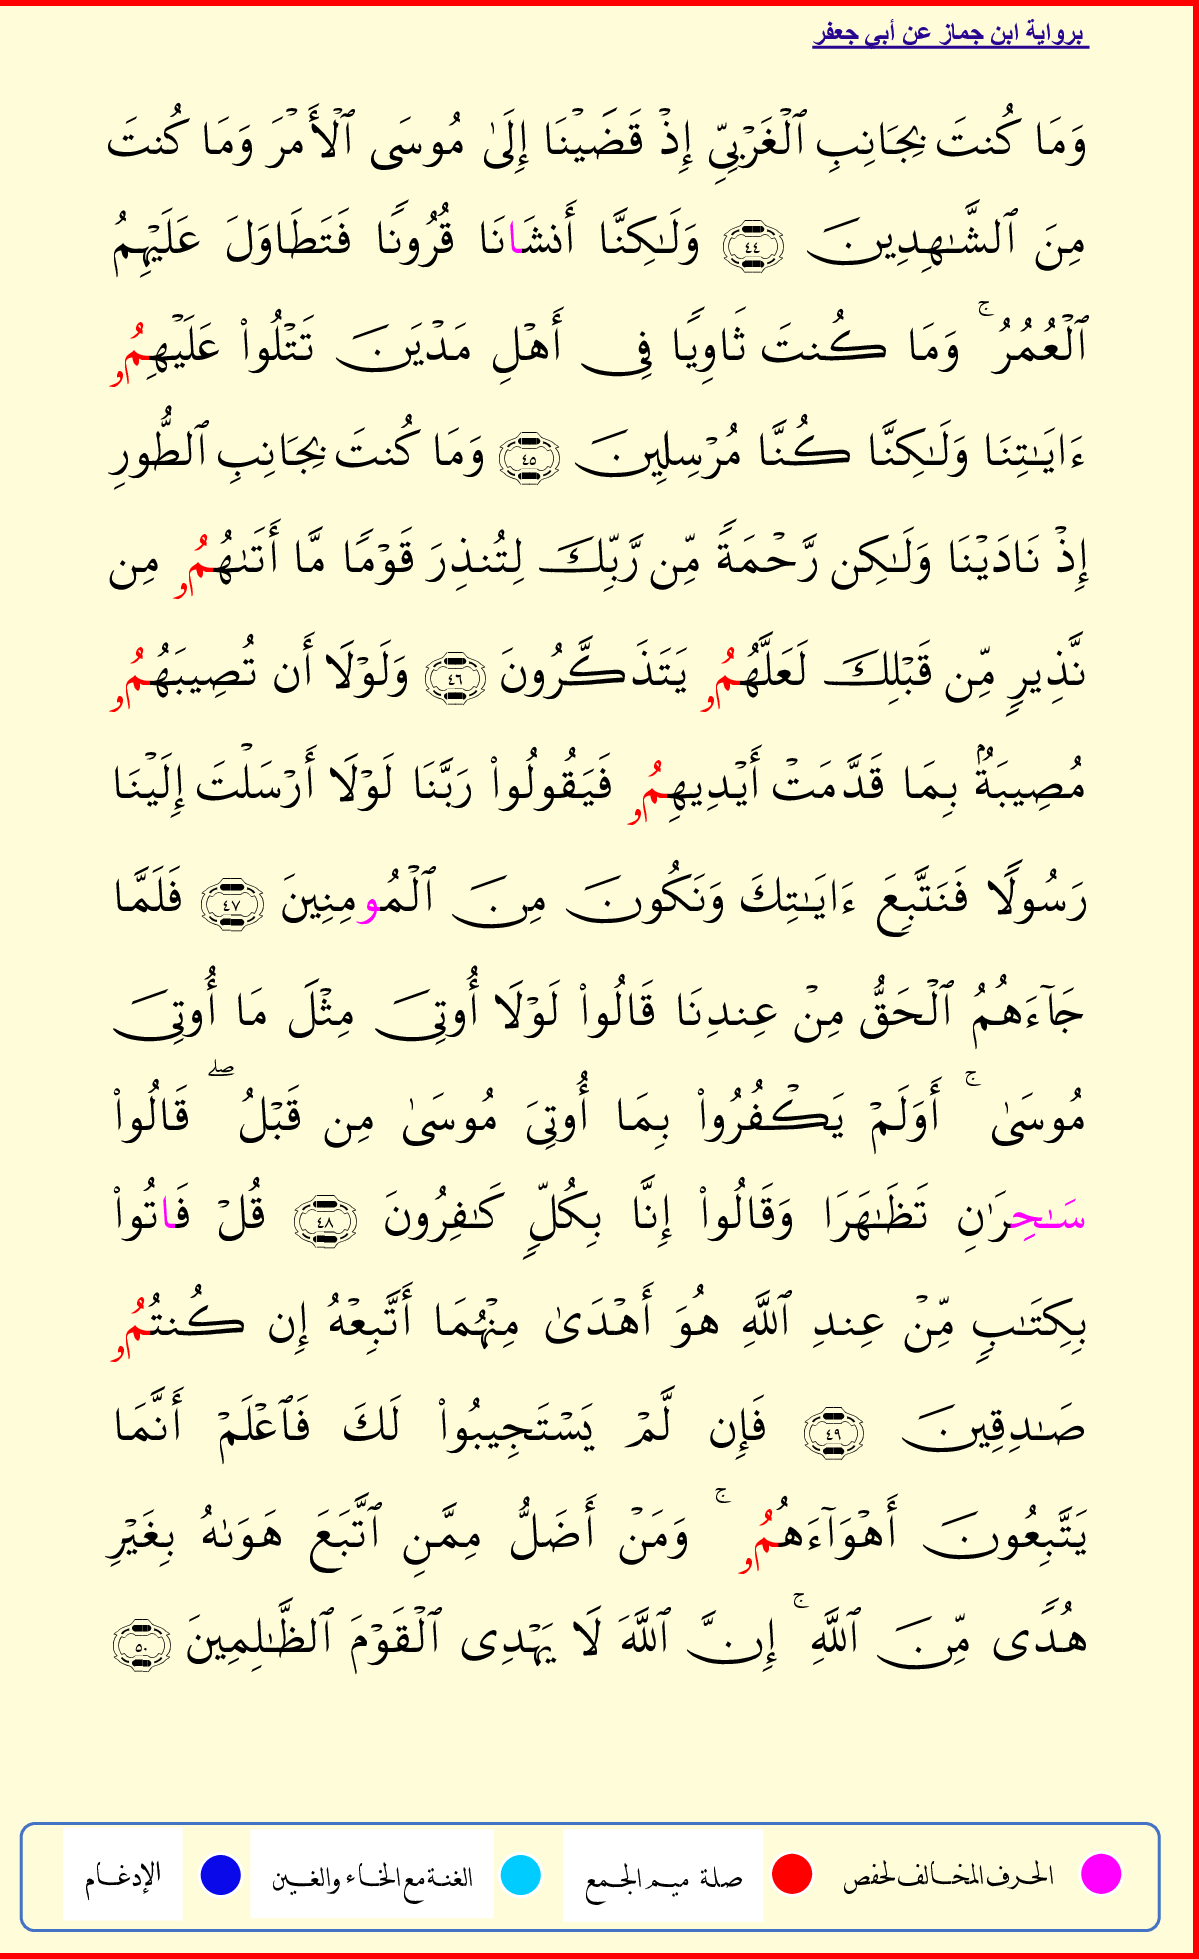 برواية ابن جماز عن أبي جعفر
وَمَا كُنتَ بِجَانِبِ ٱلْغَرْبِيِّ إِذْ قَضَيْنَا إِلَىٰ مُوسَى ٱلْأَمْرَ وَمَا كُنتَ
مِنَ ٱلشَّـٰهِدِينَ ٤٤ وَلَـٰكِنَّا أَنشَانَا قُرُونًا فَتَطَاوَلَ عَلَيْهِمُ
ٱلْعُمُرُ ۚ وَمَا كُنتَ ثَاوِيًا فِى أَهْلِ مَدْيَنَ تَتْلُوا۟ عَلَيْهِمُۥ
ءَايَـٰتِنَا وَلَـٰكِنَّا كُنَّا مُرْسِلِينَ ٤٥ وَمَا كُنتَ بِجَانِبِ ٱلطُّورِ
إِذْ نَادَيْنَا وَلَـٰكِن رَّحْمَةً مِّن رَّبِّكَ لِتُنذِرَ قَوْمًا مَّا أَتَىٰهُمُۥ مِن
نَّذِيرٍ مِّن قَبْلِكَ لَعَلَّهُمُۥ يَتَذَكَّرُونَ ٤٦ وَلَوْلَا أَن تُصِيبَهُمُۥ
مُصِيبَةٌۢ بِمَا قَدَّمَتْ أَيْدِيهِمُۥ فَيَقُولُوا۟ رَبَّنَا لَوْلَا أَرْسَلْتَ إِلَيْنَا
رَسُولًا فَنَتَّبِعَ ءَايَـٰتِكَ وَنَكُونَ مِنَ ٱلْمُومِنِينَ ٤٧ فَلَمَّا
جَآءَهُمُ ٱلْحَقُّ مِنْ عِندِنَا قَالُوا۟ لَوْلَا أُوتِىَ مِثْلَ مَا أُوتِىَ
مُوسَىٰ ۚ أَوَلَمْ يَكْفُرُوا۟ بِمَا أُوتِىَ مُوسَىٰ مِن قَبْلُ ۖ قَالُوا۟
سَـٰحِرَٰنِ تَظَـٰهَرَا وَقَالُوا۟ إِنَّا بِكُلٍّ كَـٰفِرُونَ ٤٨ قُلْ فَاتُوا۟
بِكِتَـٰبٍ مِّنْ عِندِ ٱللَّهِ هُوَ أَهْدَىٰ مِنْهُمَا أَتَّبِعْهُ إِن كُنتُمُۥ
صَـٰدِقِينَ ٤٩ فَإِن لَّمْ يَسْتَجِيبُوا۟ لَكَ فَٱعْلَمْ أَنَّمَا
يَتَّبِعُونَ أَهْوَآءَهُمُۥ ۚ وَمَنْ أَضَلُّ مِمَّنِ ٱتَّبَعَ هَوَىٰهُ بِغَيْرِ
هُدًى مِّنَ ٱللَّهِ ۚ إِنَّ ٱللَّهَ لَا يَهْدِى ٱلْقَوْمَ ٱلظَّـٰلِمِينَ ٥٠
الحرف المخالف لحفص صلة ميم الجمع الغنة مع الخاء والغين الإدغام